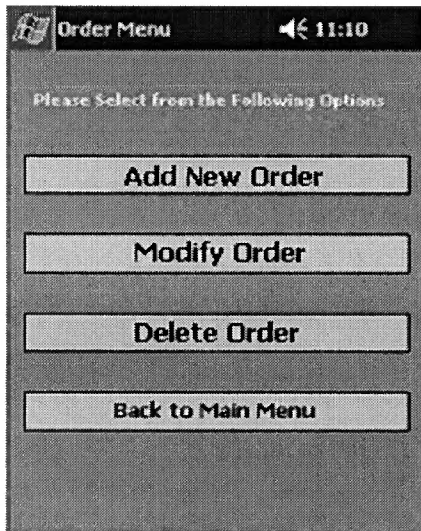 Order Menu 11:10
Please Select from the Following Options
Add New Order
Modify Order
Delete Order
Back to Main Menu